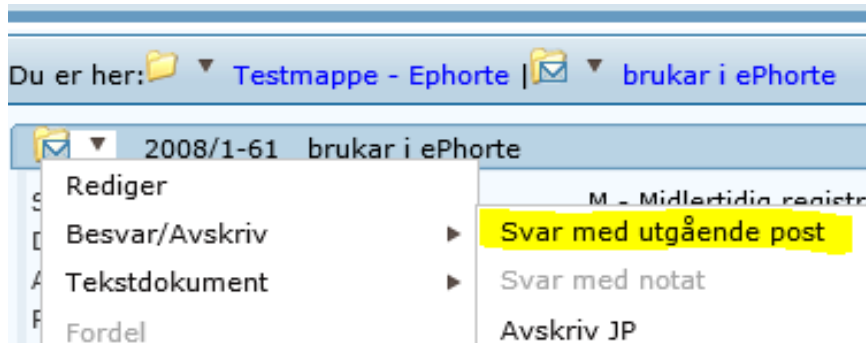 Du er her: Testmappe - Ephorte | brukar i ePhorte
2008/1-61 brukar i ePhorte
Rediger
M - Midlertidig registr
Besvar/Avskriv
Svar med utgående post
Tekstdokument
Svar med notat
Fordel
Avskriv JP